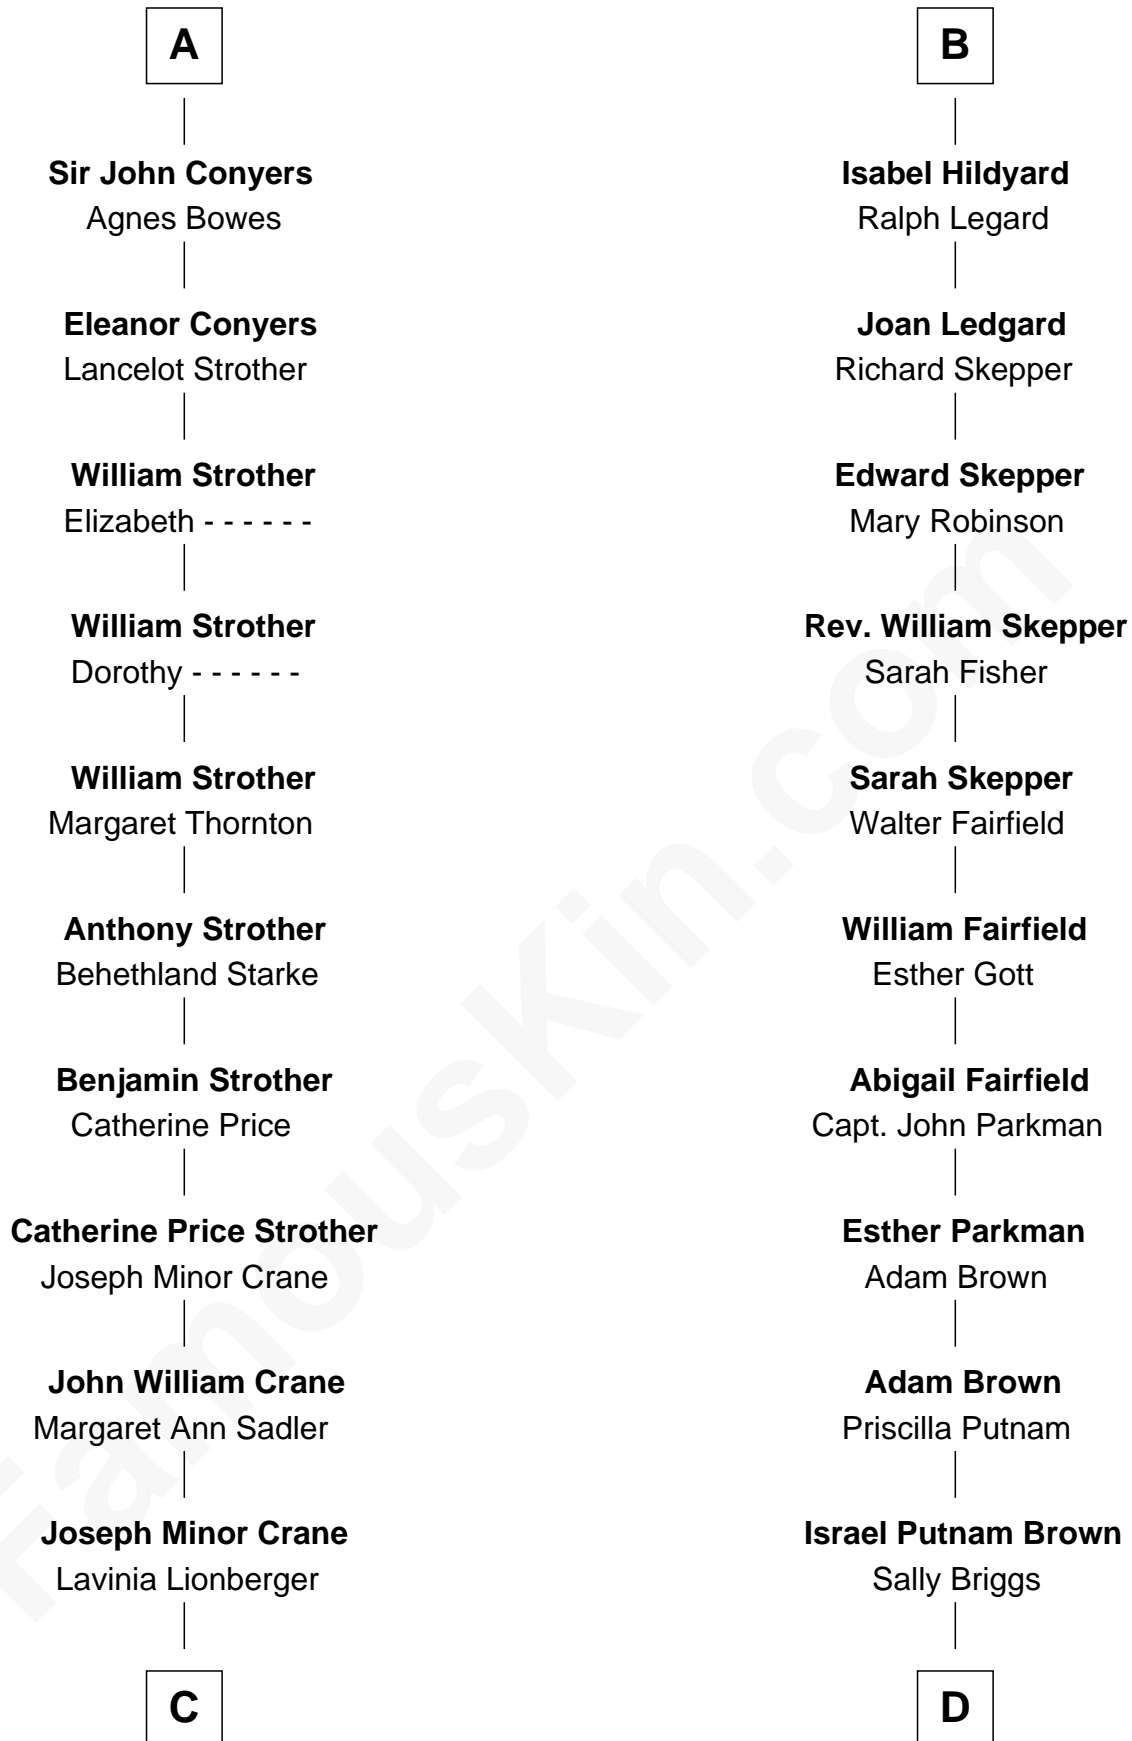 A
Sir John Conyers
Agnes Bowes
Eleanor Conyers
Lancelot Strother
William Strother
Elizabeth - - - - - -
William Strother
Dorothy - - - - - -
William Strother
Margaret Thornton
Anthony Strother
Behethland Starke
Benjamin Strother
Catherine Price
Catherine Price Strother
Joseph Minor Crane
John William Crane
Margaret Ann Sadler
Joseph Minor Crane
Lavinia Lionberger
C
B
Isabel Hildyard
Ralph Legard
Joan Ledgard
Richard Skepper
Edward Skepper
Mary Robinson
Rev. William Skepper
Sarah Fisher
Sarah Skepper
Walter Fairfield
William Fairfield
Esther Gott
Abigail Fairfield
Capt. John Parkman
Esther Parkman
Adam Brown
Adam Brown
Priscilla Putnam
Israel Putnam Brown
Sally Briggs
D
FamousKin.com